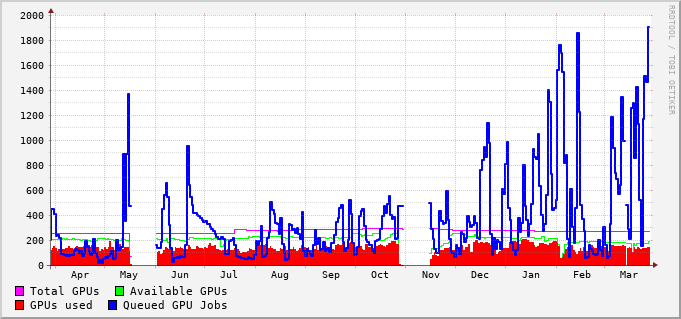 2000
1800
1600
1400
1200
1000
800
600
400
200
0
Apr May Jun Jul Aug Sep Oct Nov Dec Jan Feb Mar
Total GPUs Available GPUs
GPUs used Queued GPU Jobs
RRDTOOL / TOBI OETIKER